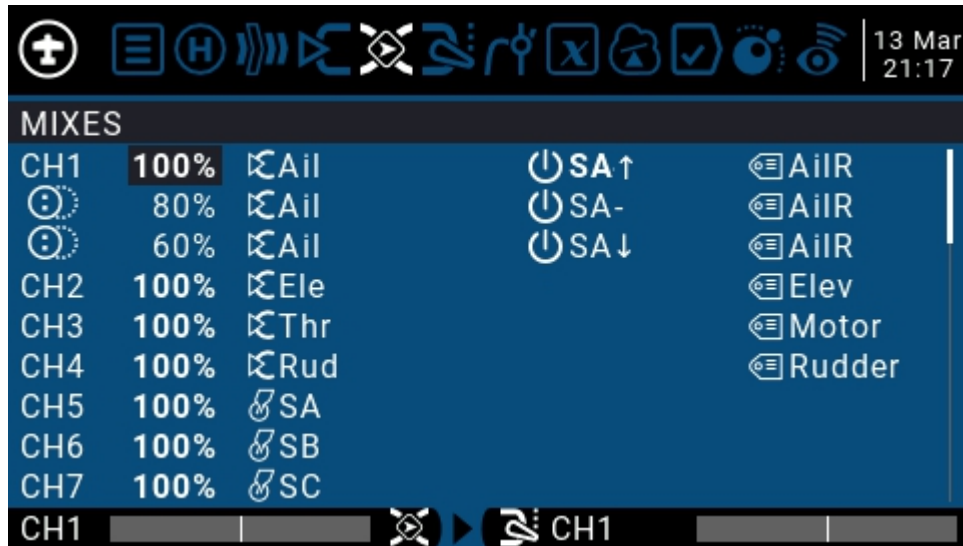 13 Mar
21:17
MIXES
CH1 100% Ail SA↑ AilR
80% Ail SA- AilR
60% Ail SA↓ AilR
CH2 100% Ele Elev
CH3 100% Thr Motor
CH4 100% Rud Rudder
CH5 100% SA
CH6 100% SB
CH7 100% SC
CH1 CH1